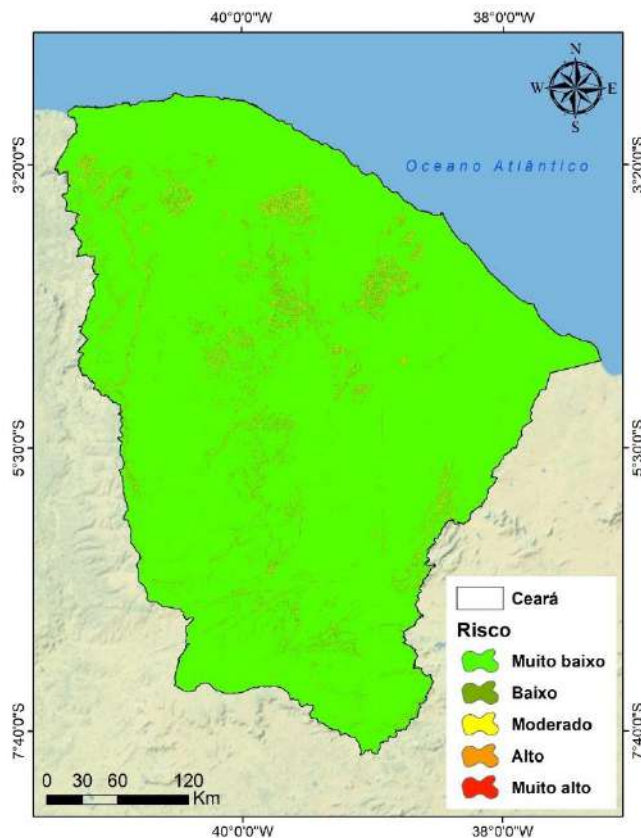 40°0'0"W
38°0'0"W
N
W
E
S
Oceano Atlântico
3°20'0"S
3°20'0"S
5°30'0"S
5°30'0"S
7°40'0"S
7°40'0"S
Ceará
Risco
Muito baixo
Baixo
Moderado
Alto
Muito alto
0 30 60 120
Km
40°0'0"W
38°0'0"W